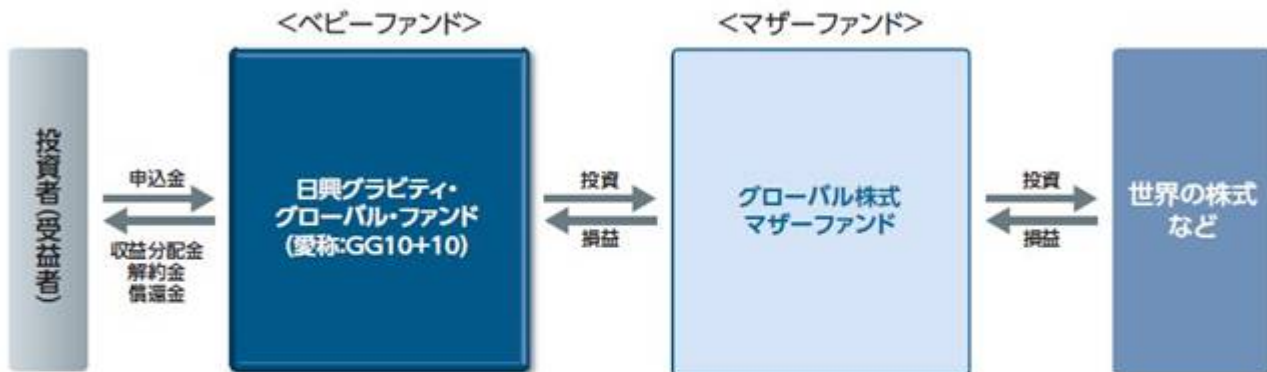 ＜ベビーファンド＞
＜マザーファンド＞
投資者(受益者)
申込金
収益分配金
解約金
償還金
日興グラビティ・
グローバル・ファンド
(愛称:GG10+10)
投資
損益
グローバル株式
マザーファンド
投資
損益
世界の株式
など